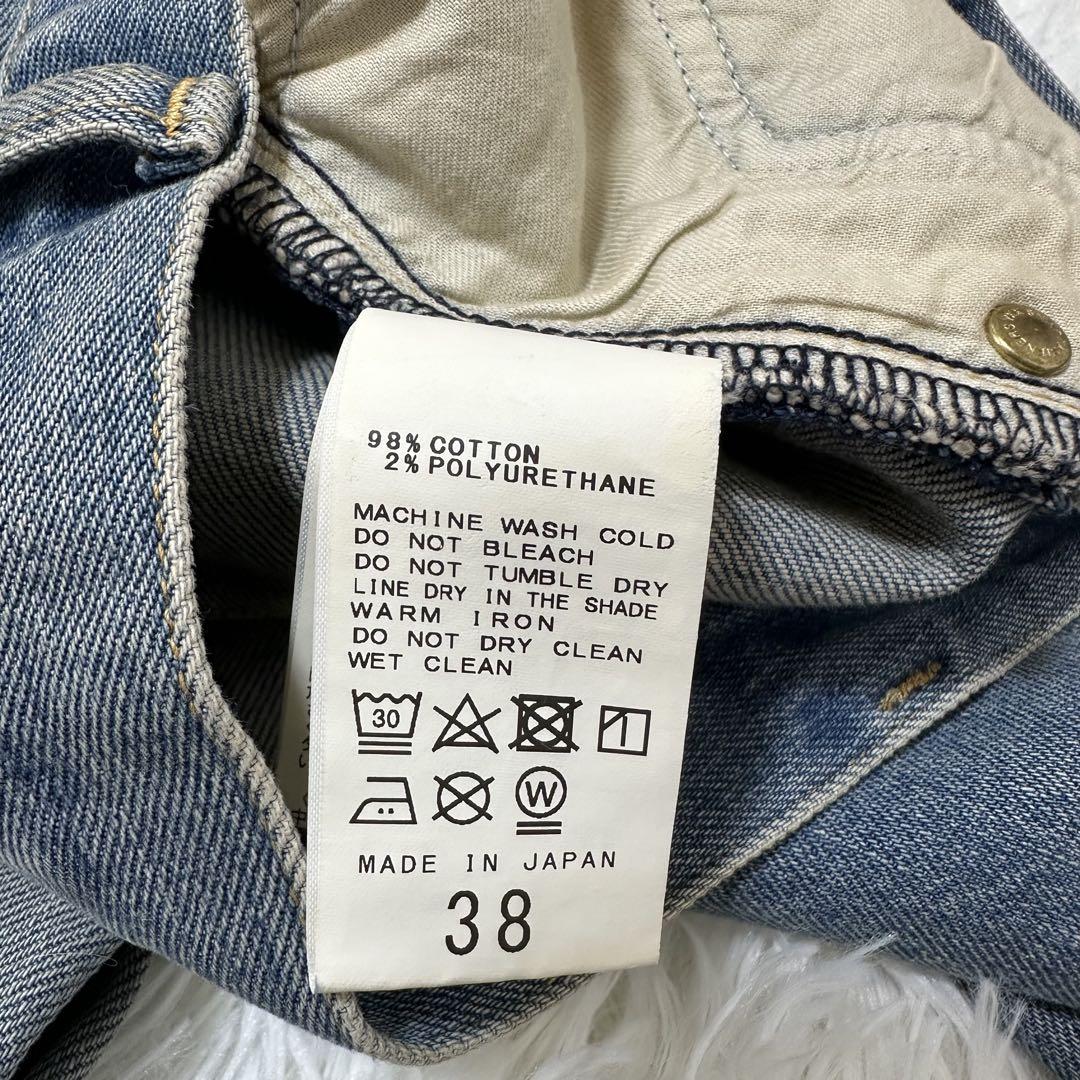 98% COTTON
2% POLYURETHANE
MACHINE WASH COLD
DO NOT BLEACH
DO NOT TUMBLE DRY
LINE DRY IN THE SHADE
WARM IRON
DO NOT DRY CLEAN
WET CLEAN
30
W
MADE IN JAPAN
38